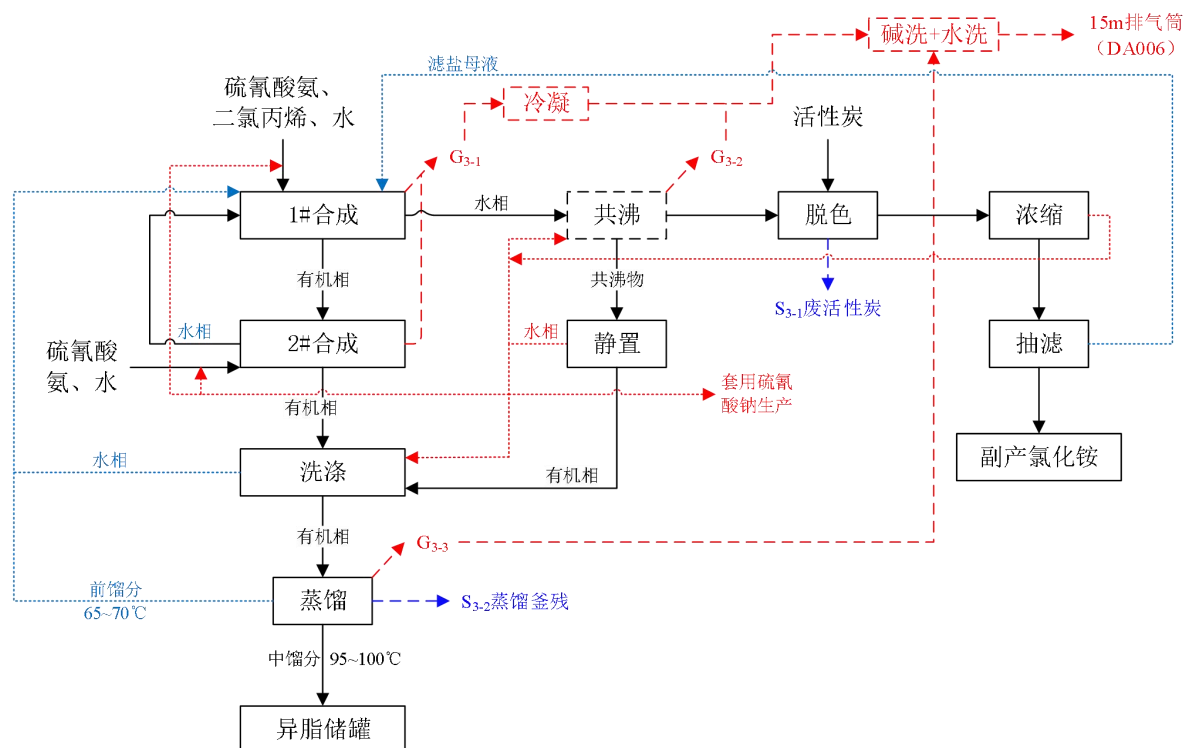 碱洗+水洗
15m排气筒
（DA006）
滤盐母液
硫氰酸氨、
二氯丙烯、水
冷凝
活性炭
G3-1
G3-2
1#合成
水相
共沸
脱色
浓缩
有机相
共沸物
S3-1废活性炭
水相
2#合成
水相
静置
抽滤
硫氰酸
氨、水
套用硫氰
酸钠生产
有机相
水相
洗涤
有机相
副产氯化铵
有机相
G3-3
前馏分
65~70℃
蒸馏
S3-2蒸馏釜残
中馏分
95~100℃
异脂储罐